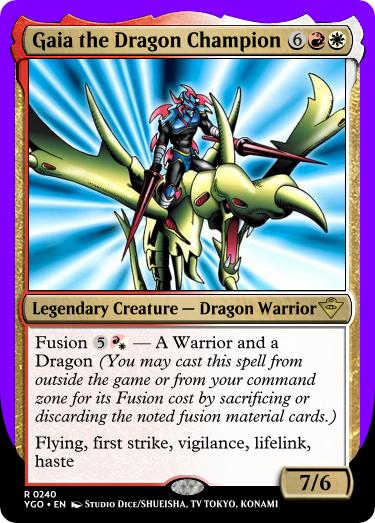 Gaia the Dragon Champion 6
Legendary Creature — Dragon Warrior
Fusion 5 — A Warrior and a
Dragon (You may cast this spell from
outside the game or from your command
zone for its Fusion cost by sacrificing or
discarding the noted fusion material cards.)
Flying, first strike, vigilance, lifelink,
haste
7/6
R 0240
YGO • EN Studio Dice/SHUEISHA, TV TOKYO, KONAMI